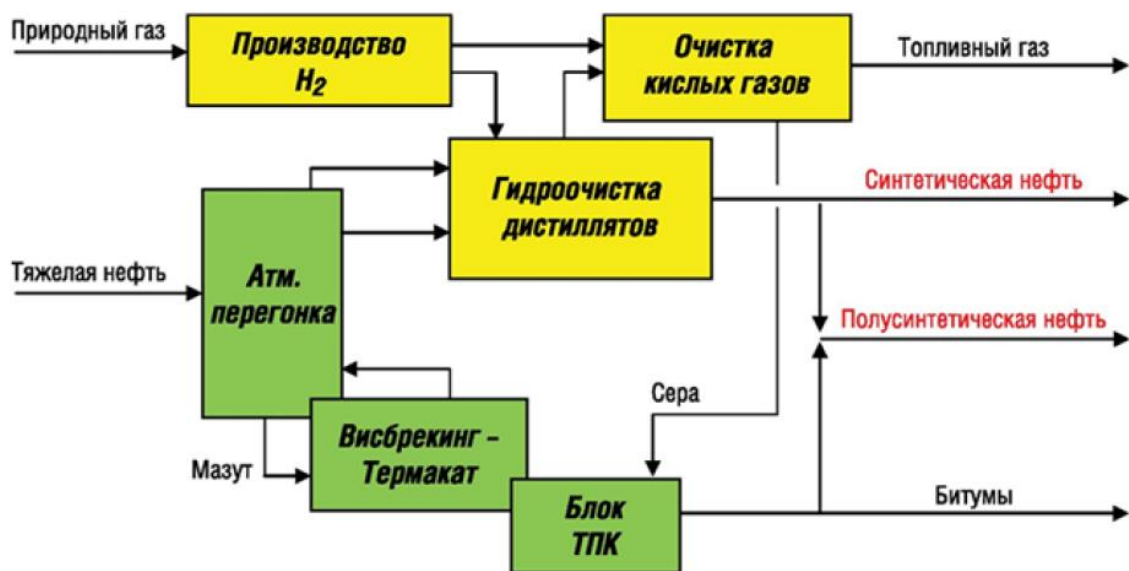 Природный газ
Производство
H2
Очистка
кислых газов
Топливный газ
Гидроочистка
дистиллятов
Синтетическая нефть
Тяжелая нефть
Атм.
перегонка
Полусинтетическая нефть
Сера
Мазут
Висбрекинг –
Термакат
Блок
ТПК
Битумы